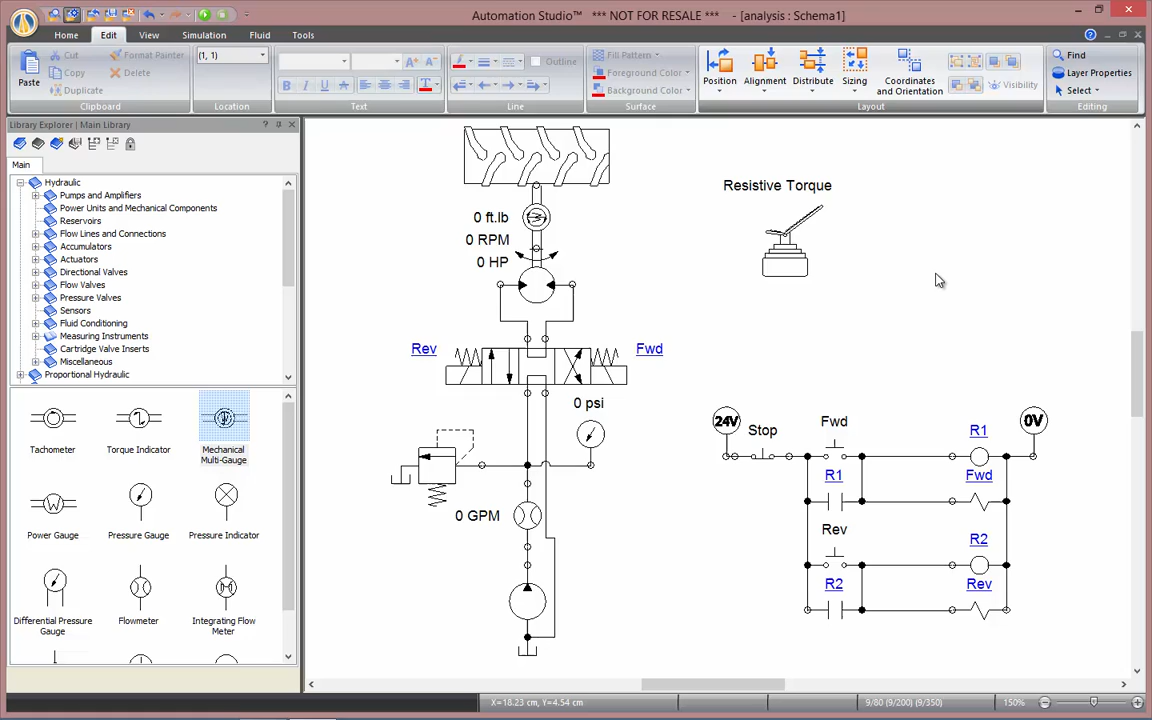 Automation Studio™ *** NOT FOR RESALE *** - [analysis : Schema1]
Home Edit View Simulation Fluid Tools
Paste
Cut
Copy
Duplicate
Format Painter
Delete
Clipboard
(1, 1)
Location
B I U A
Text
Outline
Line
Fill Pattern
Foreground Color
Background Color
Surface
Position
Alignment
Distribute
Sizing
Coordinates
and Orientation
Visibility
Layout
Find
Layer Properties
Select
Editing
Library Explorer | Main Library
Main
Hydraulic
Pumps and Amplifiers
Power Units and Mechanical Components
Reservoirs
Flow Lines and Connections
Accumulators
Actuators
Directional Valves
Flow Valves
Pressure Valves
Sensors
Fluid Conditioning
Measuring Instruments
Cartridge Valve Inserts
Miscellaneous
Proportional Hydraulic
Tachometer
Torque Indicator
Mechanical
Multi-Gauge
Power Gauge
Pressure Gauge
Pressure Indicator
Differential Pressure
Gauge
Flowmeter
Integrating Flow
Meter
0 ft.lb
0 RPM
0 HP
Rev
Fwd
0 psi
0 GPM
Resistive Torque
24V
Stop
Fwd
R1
0V
R1
Fwd
Rev
R2
R2
Rev
X=18.23 cm, Y=4.54 cm
9/80 (9/200) (9/350)
150%